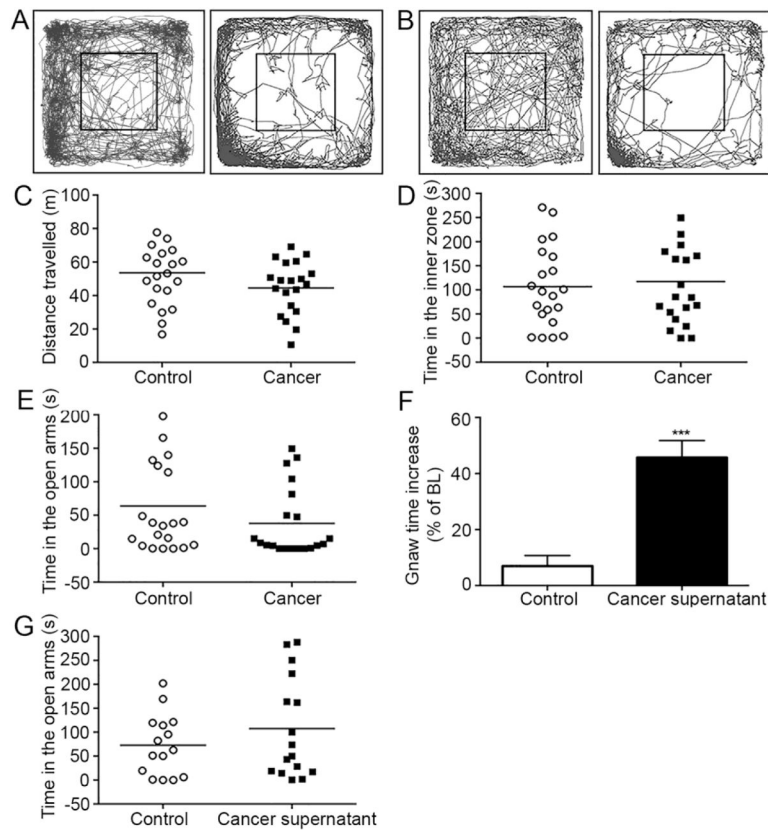 A
B
C
Distance travelled (m)
100
80
60
40
20
0
Control
Cancer
D
Time in the inner zone (s)
300
250
200
150
100
50
0
-50
Control
Cancer
E
Time in the open arms (s)
200
150
100
50
0
-50
Control
Cancer
F
Gnaw time increase
(% of BL)
60
40
20
0
***
Control
Cancer supernatant
G
Time in the open arms (s)
300
250
200
150
100
50
0
-50
Control
Cancer supernatant